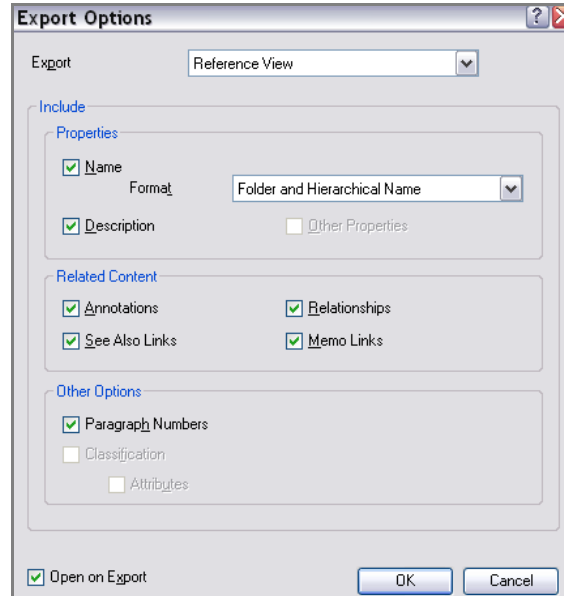 Export Options
Export Reference View
Include
Properties
Name
Format Folder and Hierarchical Name
Description Other Properties
Related Content
Annotations Relationships
See Also Links Memo Links
Other Options
Paragraph Numbers
Classification
Attributes
Open on Export OK Cancel